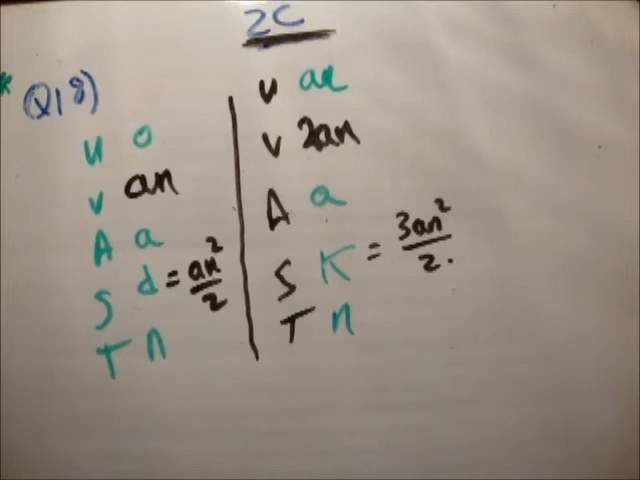 2C
Q18)
u 0
v an
A a
S d = an²/2
T n
u an
v 2an
A a
S K = 3an²/2.
T n